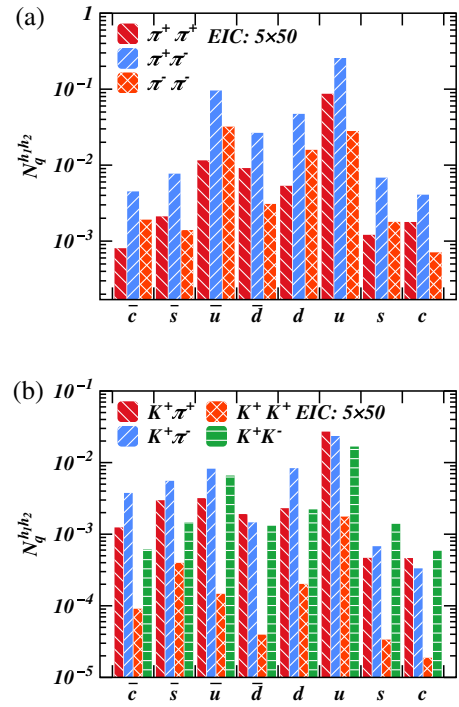 (a)
1
π⁺ π⁺ EIC: 5×50
π⁺π⁻
π⁻ π⁻
10⁻¹
10⁻²
10⁻³
N_q^{h₁h₂}
c̄ s̄ ū d̄ d u s c
(b)
10⁻¹
K⁺π⁺ K⁺ K⁺ EIC: 5×50
K⁺π⁻ K⁺K⁻
10⁻²
10⁻³
10⁻⁴
10⁻⁵
N_q^{h₁h₂}
c̄ s̄ ū d̄ d u s c